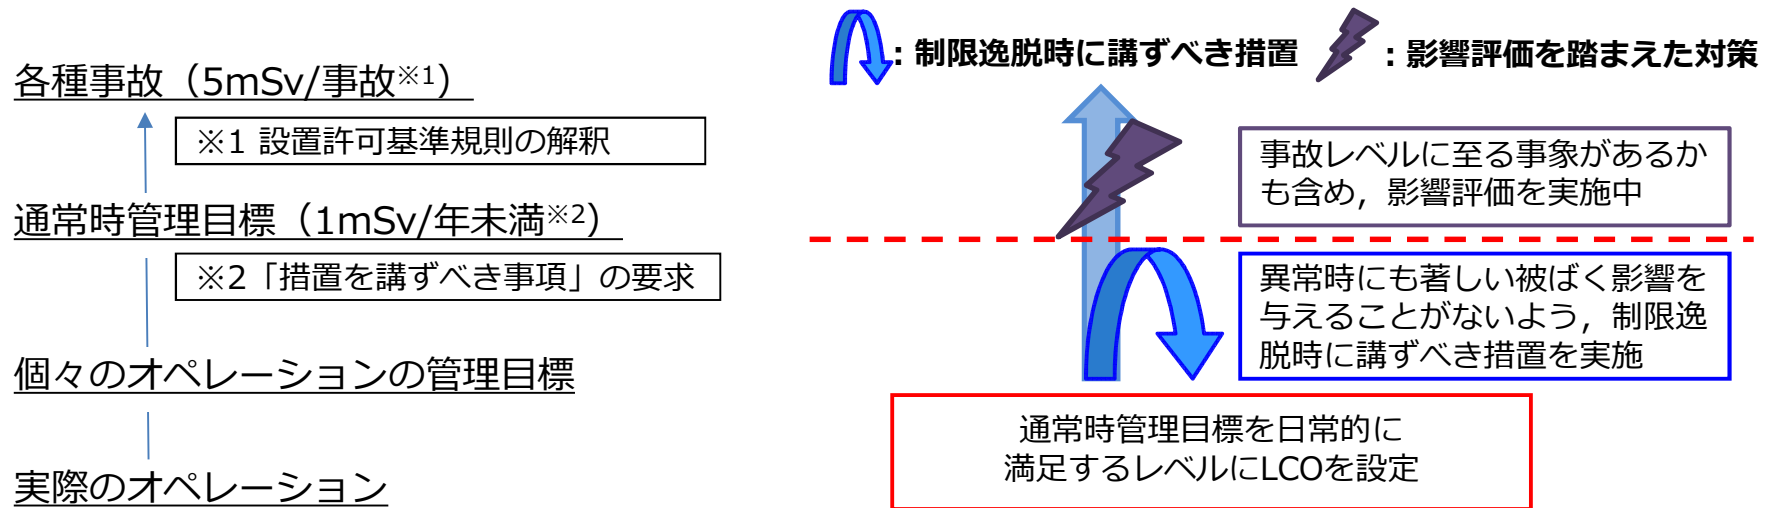 ：制限逸脱時に講ずべき措置
：影響評価を踏まえた対策
各種事故（5mSv/事故※1）
※1 設置許可基準規則の解釈
通常時管理目標（1mSv/年未満※2）
※2「措置を講ずべき事項」の要求
個々のオペレーションの管理目標
実際のオペレーション
事故レベルに至る事象があるか
も含め，影響評価を実施中
異常時にも著しい被ばく影響を
与えることがないよう，制限逸
脱時に講ずべき措置を実施
通常時管理目標を日常的に
満足するレベルにLCOを設定